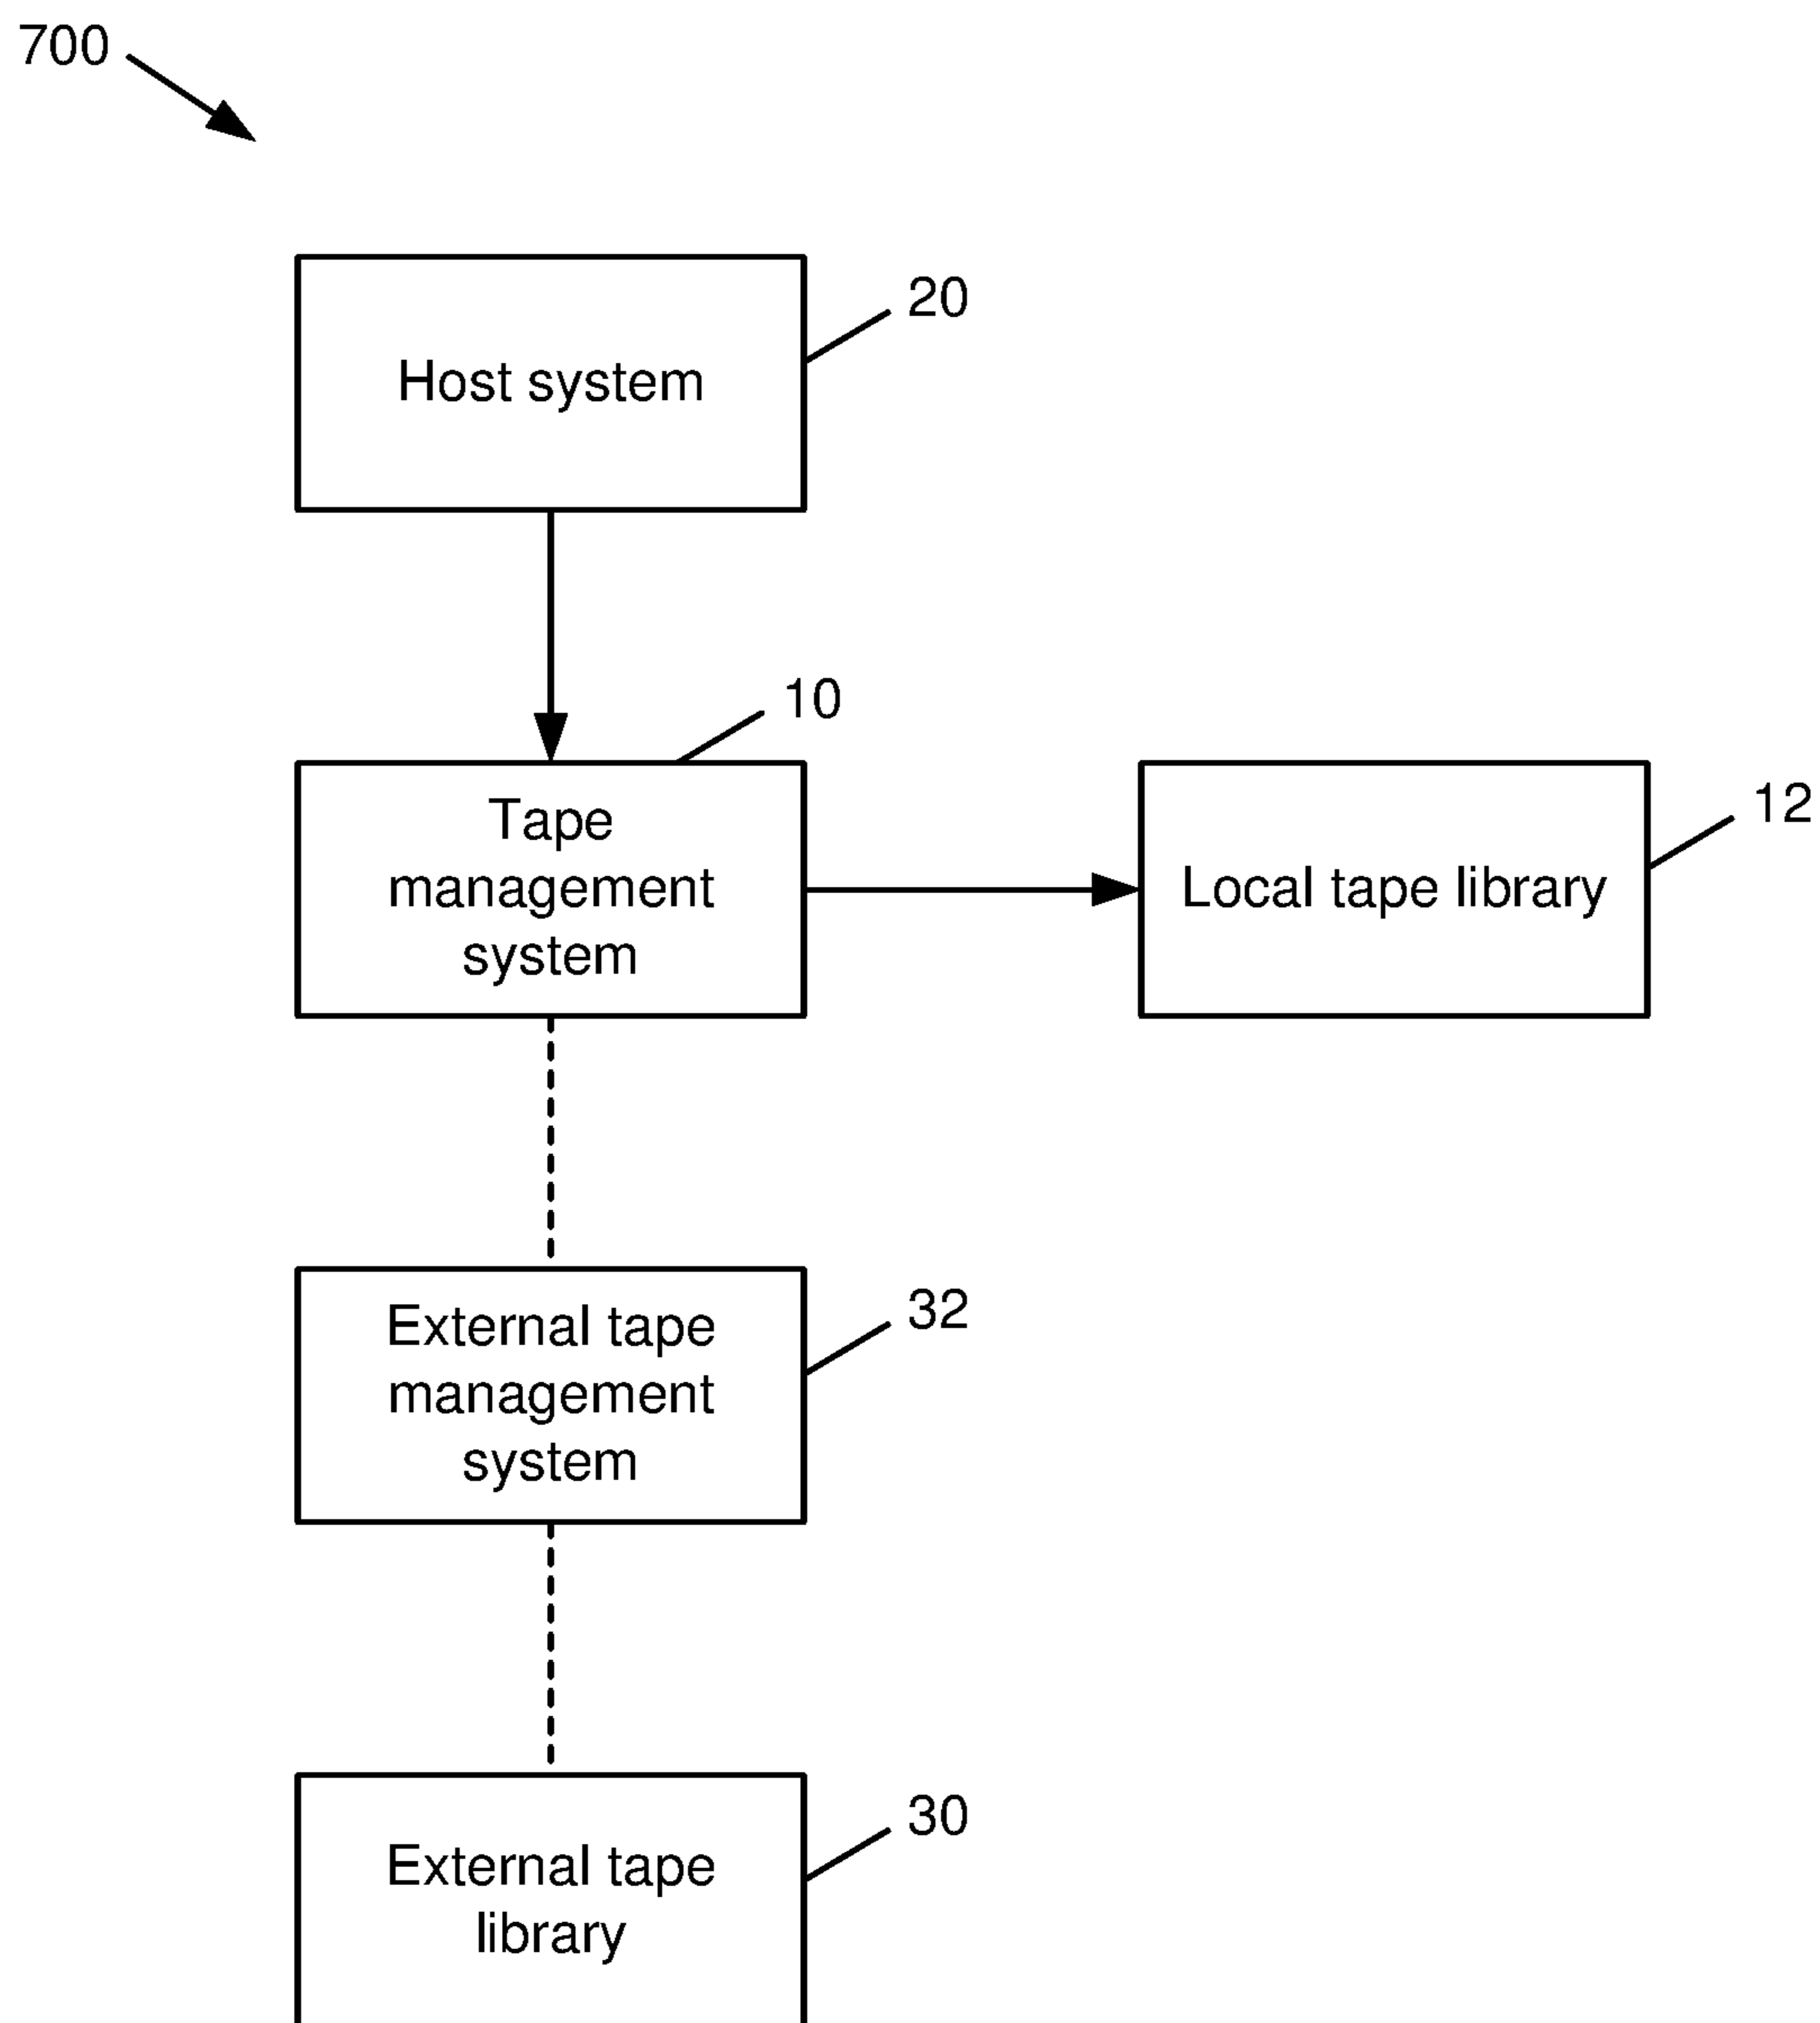 700
20
Host system
10
Tape
management
system
12
Local tape library
32
External tape
management
system
30
External tape
library